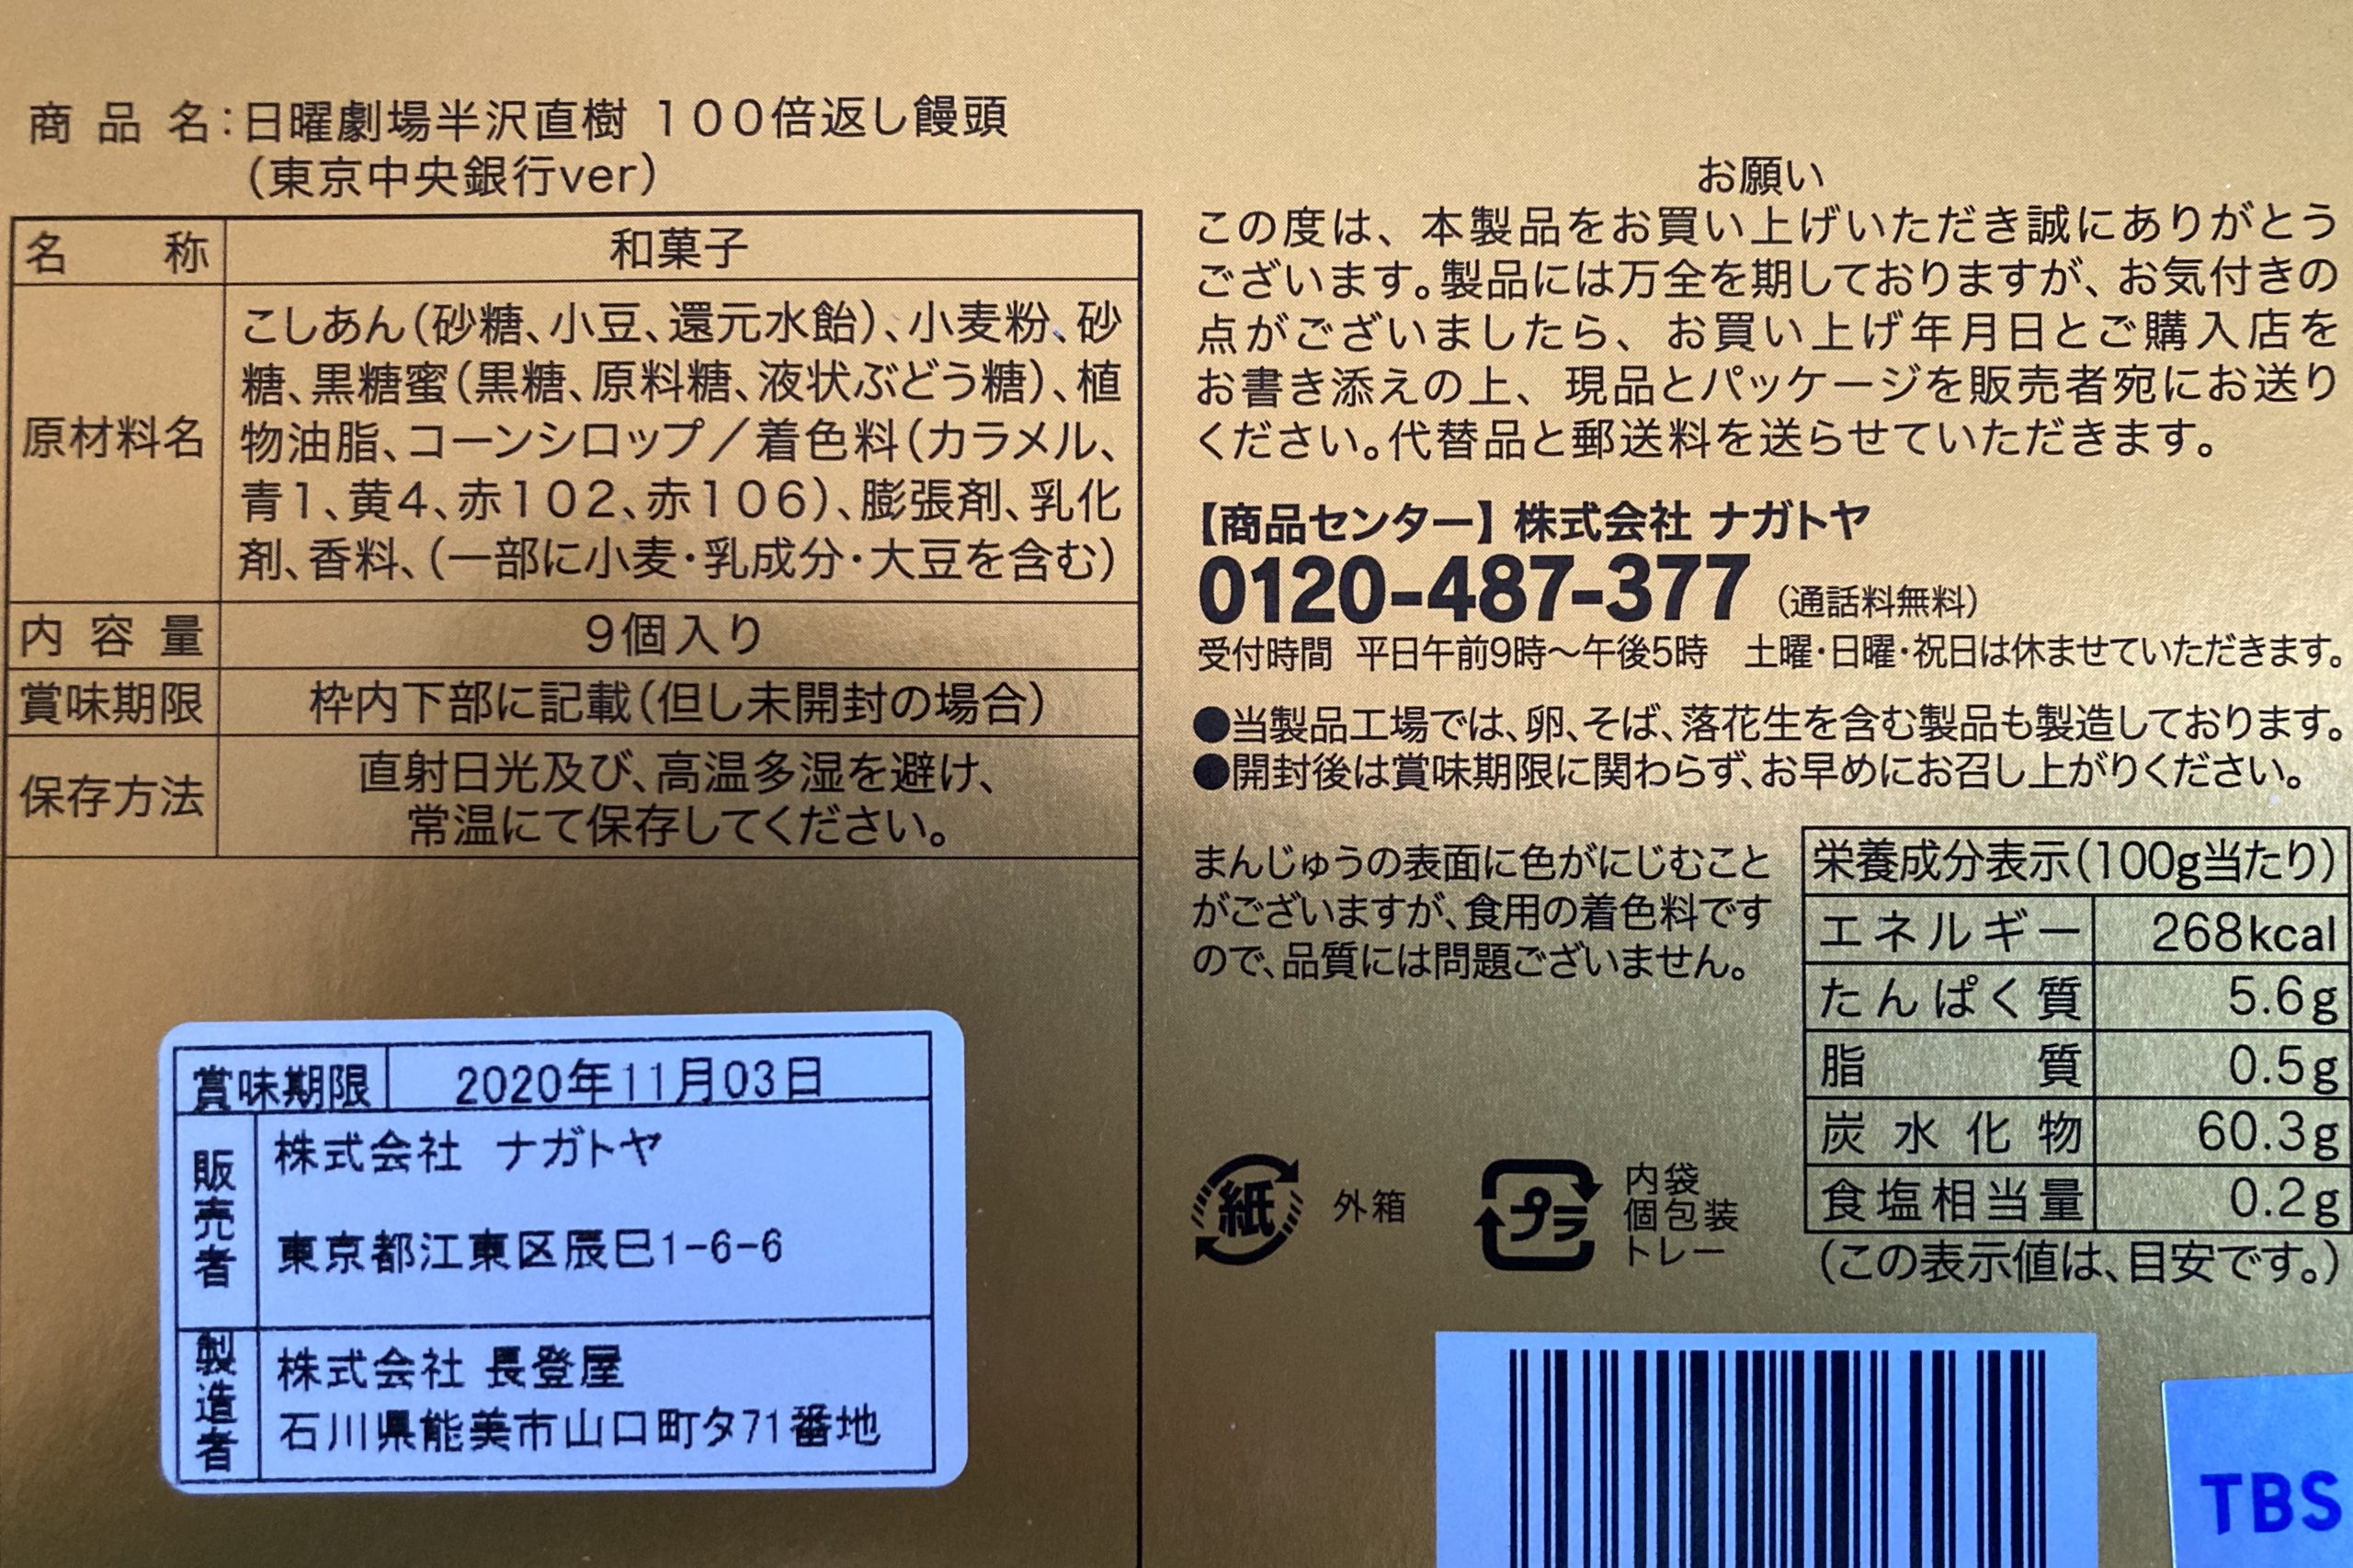 商品名：日曜劇場半沢直樹 １００倍返し饅頭
（東京中央銀行ver）
名称 和菓子
原材料名 こしあん（砂糖、小豆、還元水飴）、小麦粉、砂
糖、黒糖蜜（黒糖、原料糖、液状ぶどう糖）、植
物油脂、コーンシロップ／着色料（カラメル、
青1、黄4、赤１０２、赤１０６）、膨張剤、乳化
剤、香料、（一部に小麦・乳成分・大豆を含む）
内容量 ９個入り
賞味期限 枠内下部に記載（但し未開封の場合）
保存方法 直射日光及び、高温多湿を避け、
常温にて保存してください。
賞味期限 2020年11月03日
販売者 株式会社 ナガトヤ
東京都江東区辰巳1-6-6
製造者 株式会社 長登屋
石川県能美市山口町タ71番地
お願い
この度は、本製品をお買い上げいただき誠にありがとう
ございます。製品には万全を期しておりますが、お気付きの
点がございましたら、お買い上げ年月日とご購入店を
お書き添えの上、現品とパッケージを販売者宛にお送り
ください。代替品と郵送料を送らせていただきます。
【商品センター】株式会社 ナガトヤ
0120-487-377（通話料無料）
受付時間 平日午前9時～午後5時 土曜・日曜・祝日は休ませていただきます。
●当製品工場では、卵、そば、落花生を含む製品も製造しております。
●開封後は賞味期限に関わらず、お早めにお召し上がりください。
まんじゅうの表面に色がにじむこと
がございますが、食用の着色料です
ので、品質には問題ございません。
栄養成分表示（100g当たり）
エネルギー 268kcal
たんぱく質 5.6g
脂質 0.5g
炭水化物 60.3g
食塩相当量 0.2g
（この表示値は、目安です。）
紙 外箱
プラ 内袋
個包装
トレー
TBS